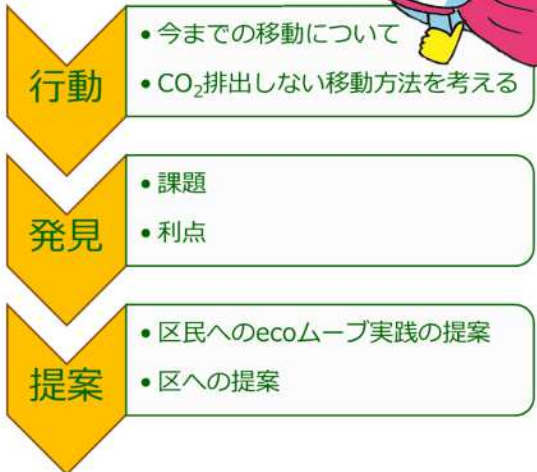 行動
• 今までの移動について
• CO₂排出しない移動方法を考える
発見
• 課題
• 利点
提案
• 区民へのecoムーブ実践の提案
• 区への提案